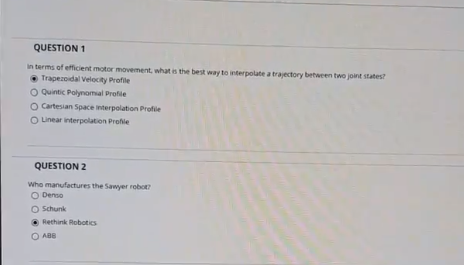 QUESTION 1
In terms of efficient motor movement, what is the best way to interpolate a trajectory between two joint states?
Trapezoidal Velocity Profile
Quintic Polynomial Profile
Cartesian Space Interpolation Profile
Linear Interpolation Profile
QUESTION 2
Who manufactures the Sawyer robot?
Denso
Schunk
Rethink Robotics
ABB